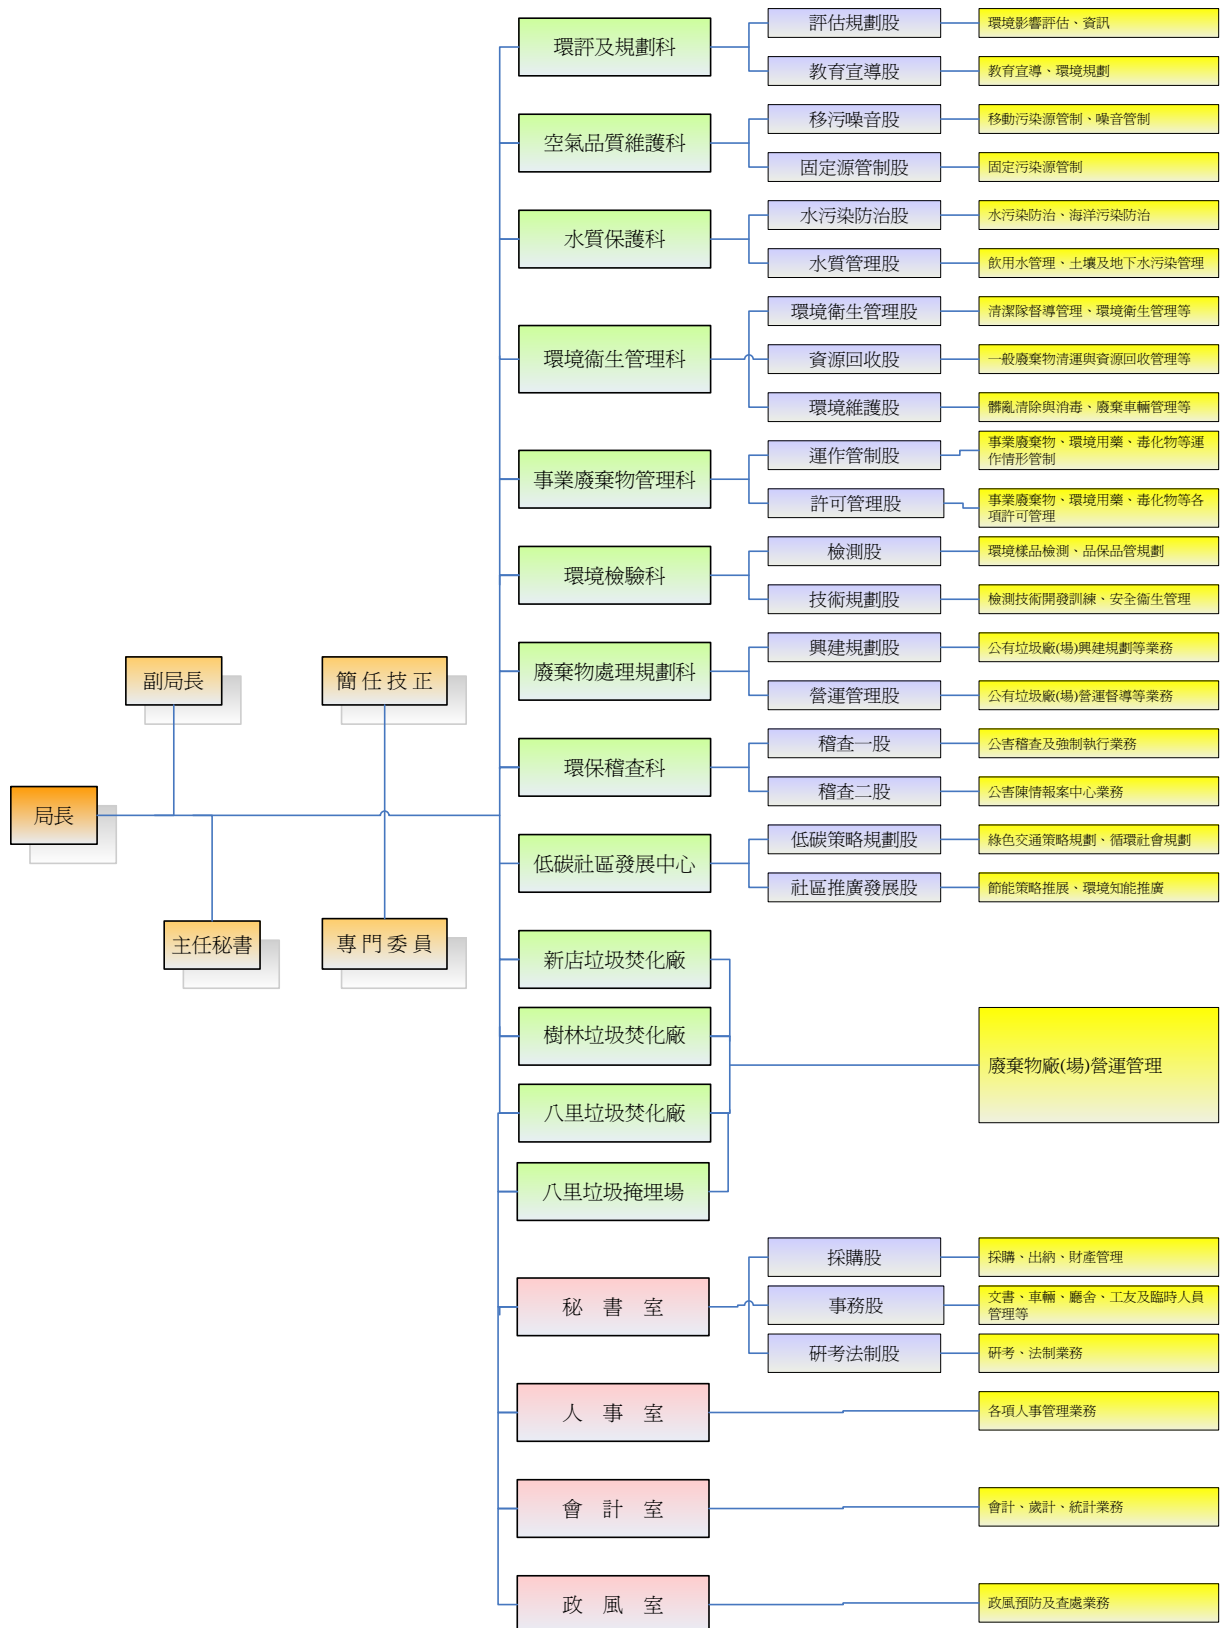 局長
副局長
簡任技正
主任秘書
專門委員
環評及規劃科
評估規劃股
環境影響評估、資訊
教育宣導股
教育宣導、環境規劃
空氣品質維護科
移污噪音股
移動污染源管制、噪音管制
固定源管制股
固定污染源管制
水質保護科
水污染防治股
水污染防治、海洋污染防治
水質管理股
飲用水管理、土壤及地下水污染管理
環境衛生管理科
環境衛生管理股
清潔隊督導管理、環境衛生管理等
資源回收股
一般廢棄物清運與資源回收管理等
環境維護股
髒亂清除與消毒、廢棄車輛管理等
事業廢棄物管理科
運作管制股
事業廢棄物、環境用藥、毒化物等運
作情形管制
許可管理股
事業廢棄物、環境用藥、毒化物等各
項許可管理
環境檢驗科
檢測股
環境樣品檢測、品保品管規劃
技術規劃股
檢測技術開發訓練、安全衛生管理
廢棄物處理規劃科
興建規劃股
公有垃圾廠(場)興建規劃等業務
營運管理股
公有垃圾廠(場)營運督導等業務
環保稽查科
稽查一股
公害稽查及強制執行業務
稽查二股
公害陳情報案中心業務
低碳社區發展中心
低碳策略規劃股
綠色交通策略規劃、循環社會規劃
社區推廣發展股
節能策略推展、環境知能推廣
新店垃圾焚化廠
樹林垃圾焚化廠
八里垃圾焚化廠
八里垃圾掩埋場
廢棄物廠(場)營運管理
秘書室
採購股
採購、出納、財產管理
事務股
文書、車輛、廳舍、工友及臨時人員
管理等
研考法制股
研考、法制業務
人事室
各項人事管理業務
會計室
會計、歲計、統計業務
政風室
政風預防及查處業務